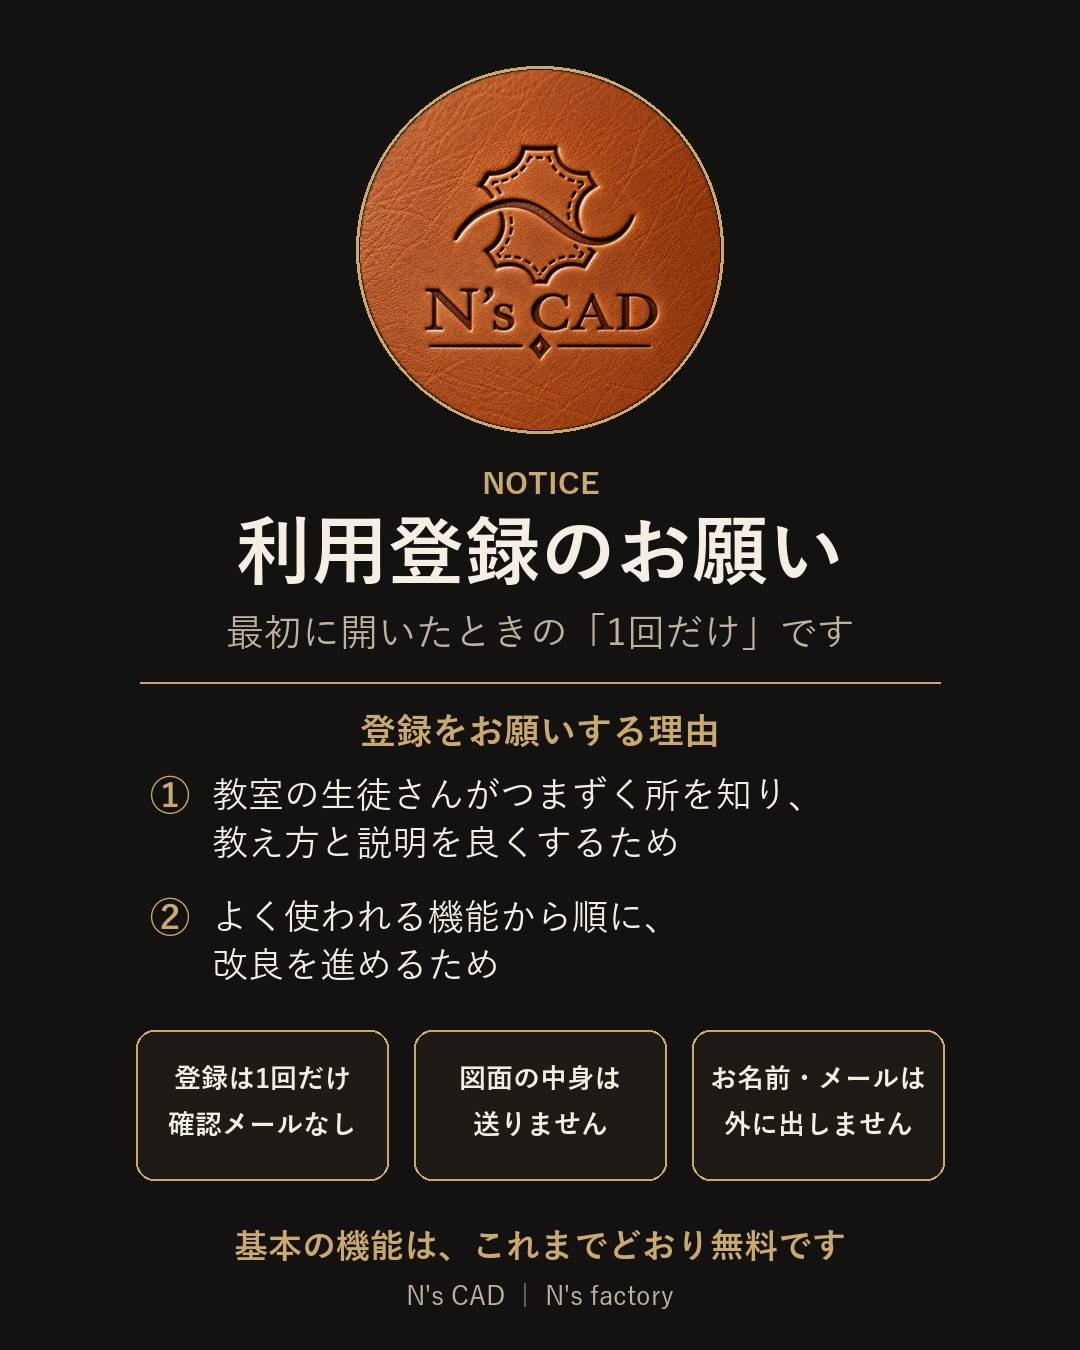 N's CAD
NOTICE
利用登録のお願い
最初に開いたときの「1回だけ」です
登録をお願いする理由
① 教室の生徒さんがつまずく所を知り、
教え方と説明を良くするため
② よく使われる機能から順に、
改良を進めるため
登録は1回だけ
確認メールなし
図面の中身は
送りません
お名前・メールは
外に出しません
基本の機能は、これまでどおり無料です
N's CAD｜N's factory